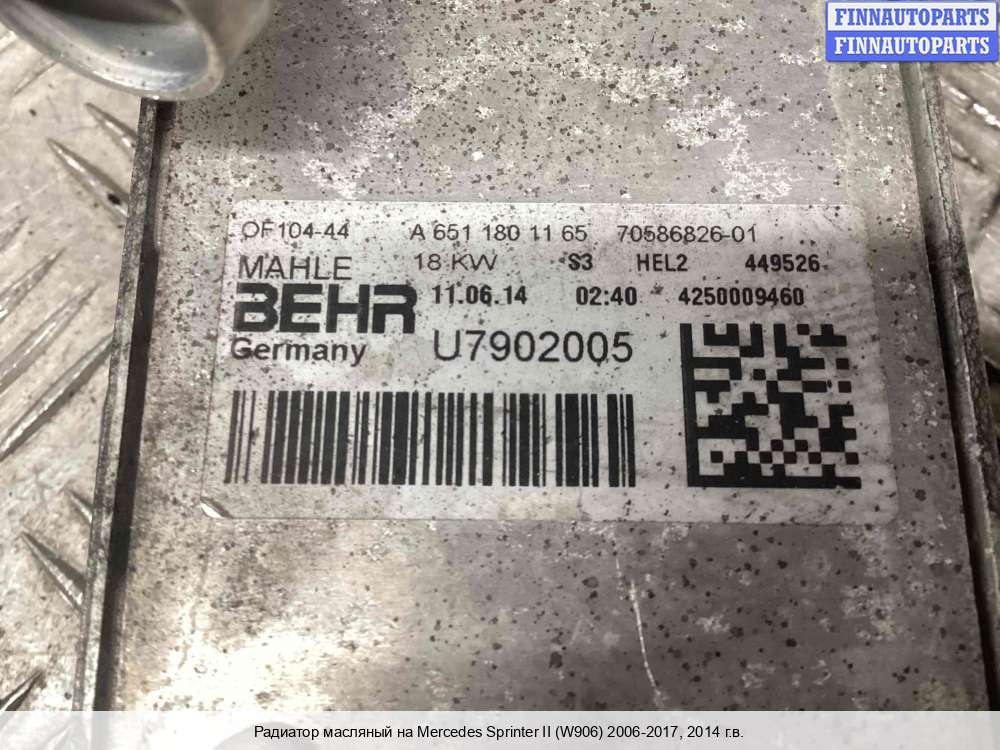 FINNAUTOPARTS
FINNAUTOPARTS
OF104-44 A 651 180 11 65 70586826-01
MAHLE 18 KW S3 HEL2 449526
BEHR 11.06.14 02:40 4250009460
Germany U7902005
Радиатор масляный на Mercedes Sprinter II (W906) 2006-2017, 2014 г.в.